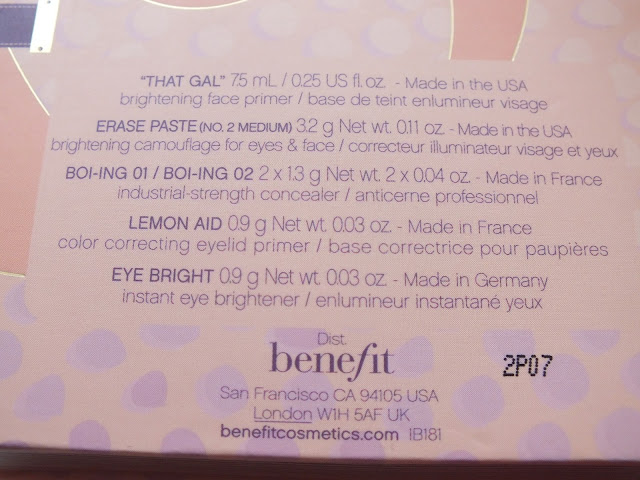 "THAT GAL" 7.5 mL / 0.25 US fl. oz. - Made in the USA
brightening face primer / base de teint enlumineur visage
ERASE PASTE (NO. 2 MEDIUM) 3.2 g Net wt. 0.11 oz. - Made in the USA
brightening camouflage for eyes & face / correcteur illuminateur visage et yeux
BOI-ING 01 / BOI-ING 02 2 x 1.3 g Net wt. 2 x 0.04 oz. - Made in France
industrial-strength concealer / anticerne professionnel
LEMON AID 0.9 g Net wt. 0.03 oz. - Made in France
color correcting eyelid primer / base correctrice pour paupières
EYE BRIGHT 0.9 g Net wt. 0.03 oz. - Made in Germany
instant eye brightener / enlumineur instantané yeux
Dist.
benefit
2P07
San Francisco CA 94105 USA
London W1H 5AF UK
benefitcosmetics.com IB181